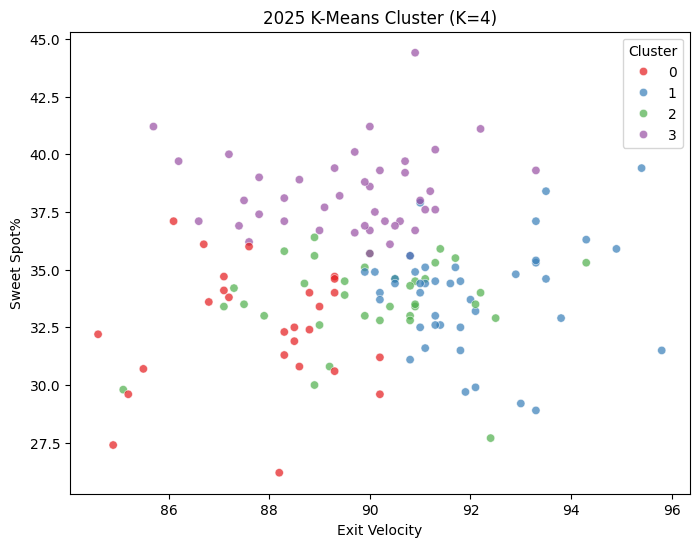 2025 K-Means Cluster (K=4)
Cluster
0
1
2
3
45.0
42.5
40.0
37.5
35.0
32.5
30.0
27.5
Sweet Spot%
86 88 90 92 94 96
Exit Velocity